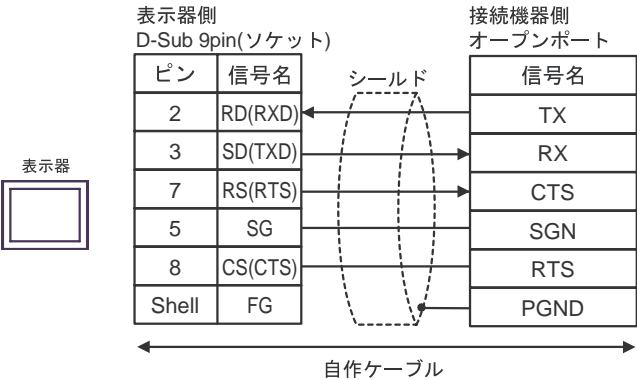 表示器側
D-Sub 9pin(ソケット)
接続機器側
オープンポート
ピン 信号名 シールド 信号名
2 RD(RXD) TX
3 SD(TXD) RX
表示器
7 RS(RTS) CTS
5 SG SGN
8 CS(CTS) RTS
Shell FG PGND
自作ケーブル